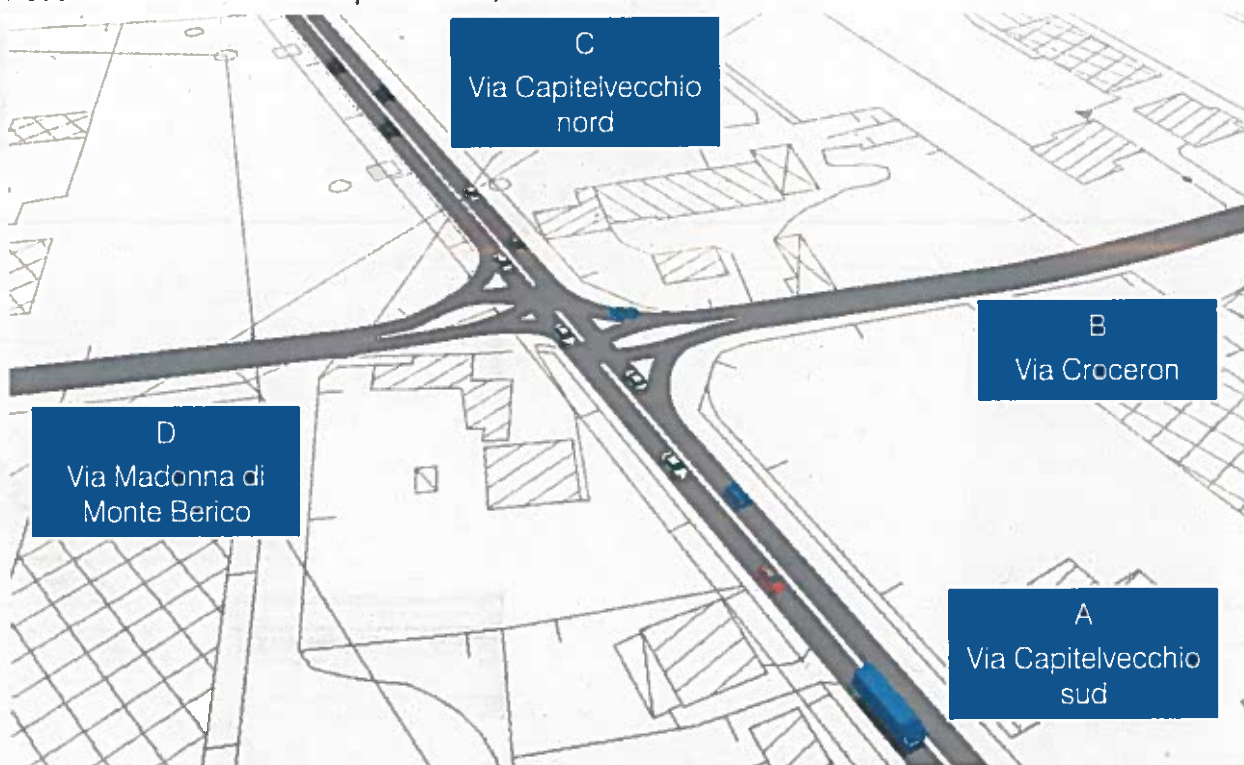 C
Via Capitelvecchio
nord
B
Via Croceron
D
Via Madonna di
Monte Berico
A
Via Capitelvecchio
sud